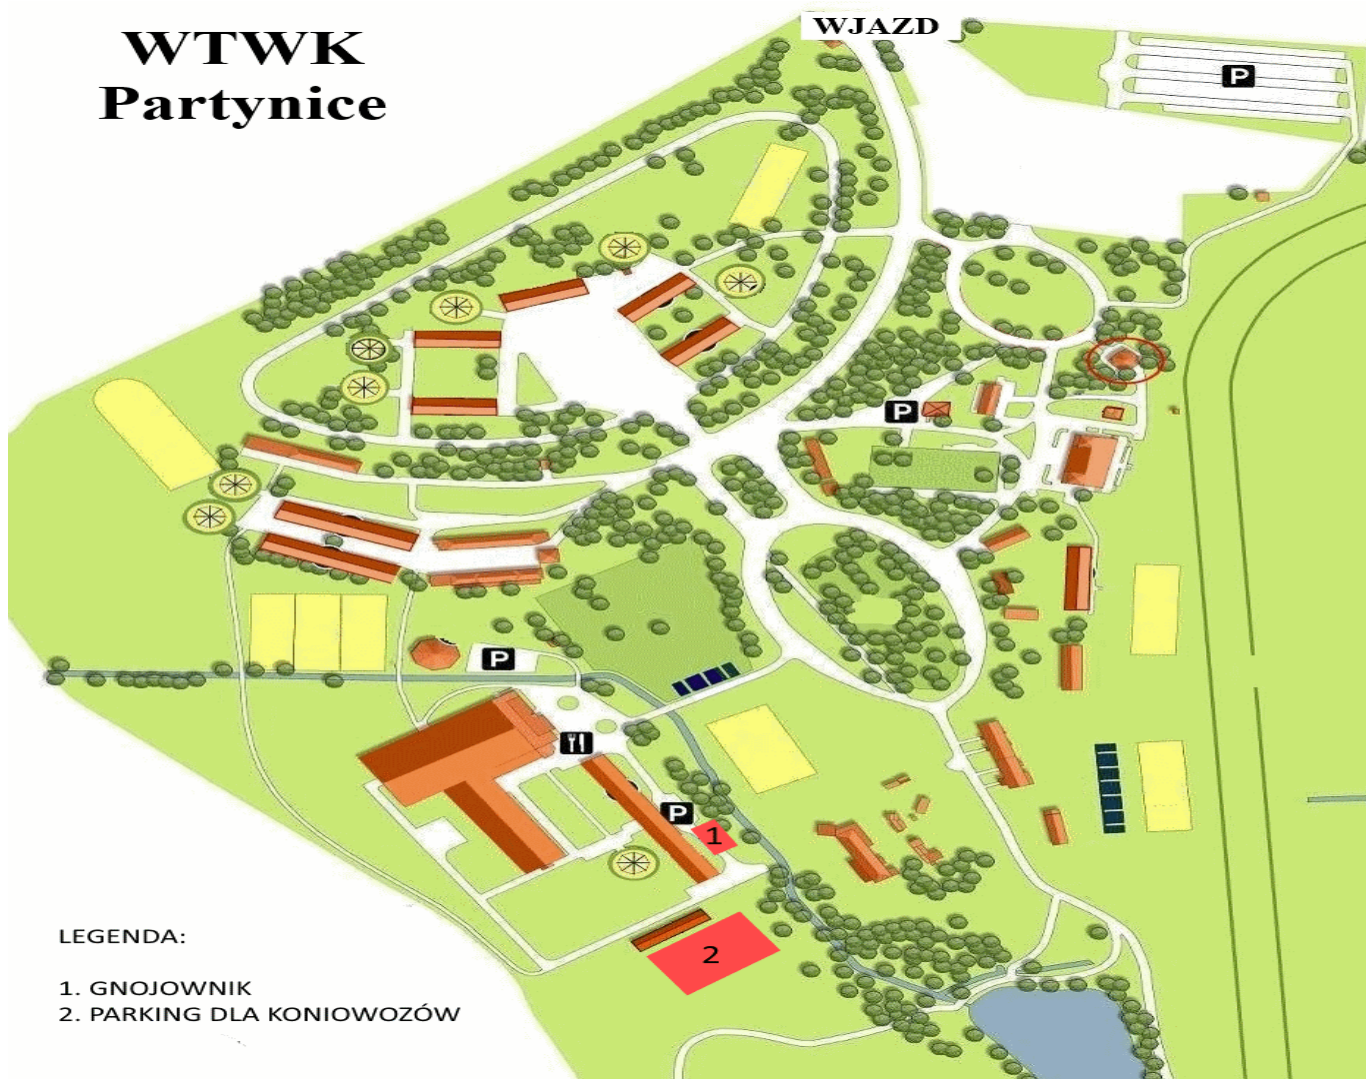 WTWK
Partynice
WJAZD
P
P
P
P
1
2
LEGENDA:
1. GNOJOWNIK
2. PARKING DLA KONIOWOZÓW